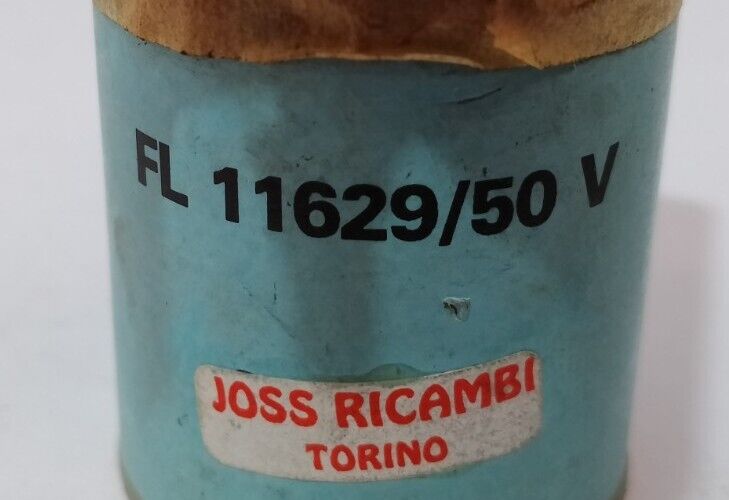 FL 11629/50 V
JOSS RICAMBI
TORINO